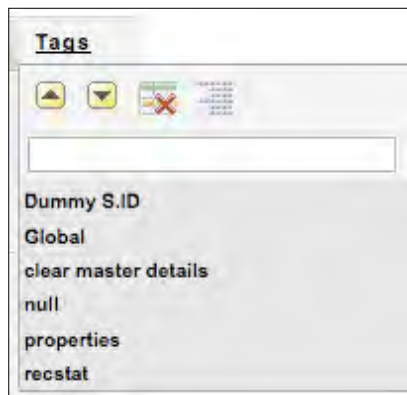 Tags
Dummy S.ID
Global
clear master details
null
properties
recstat